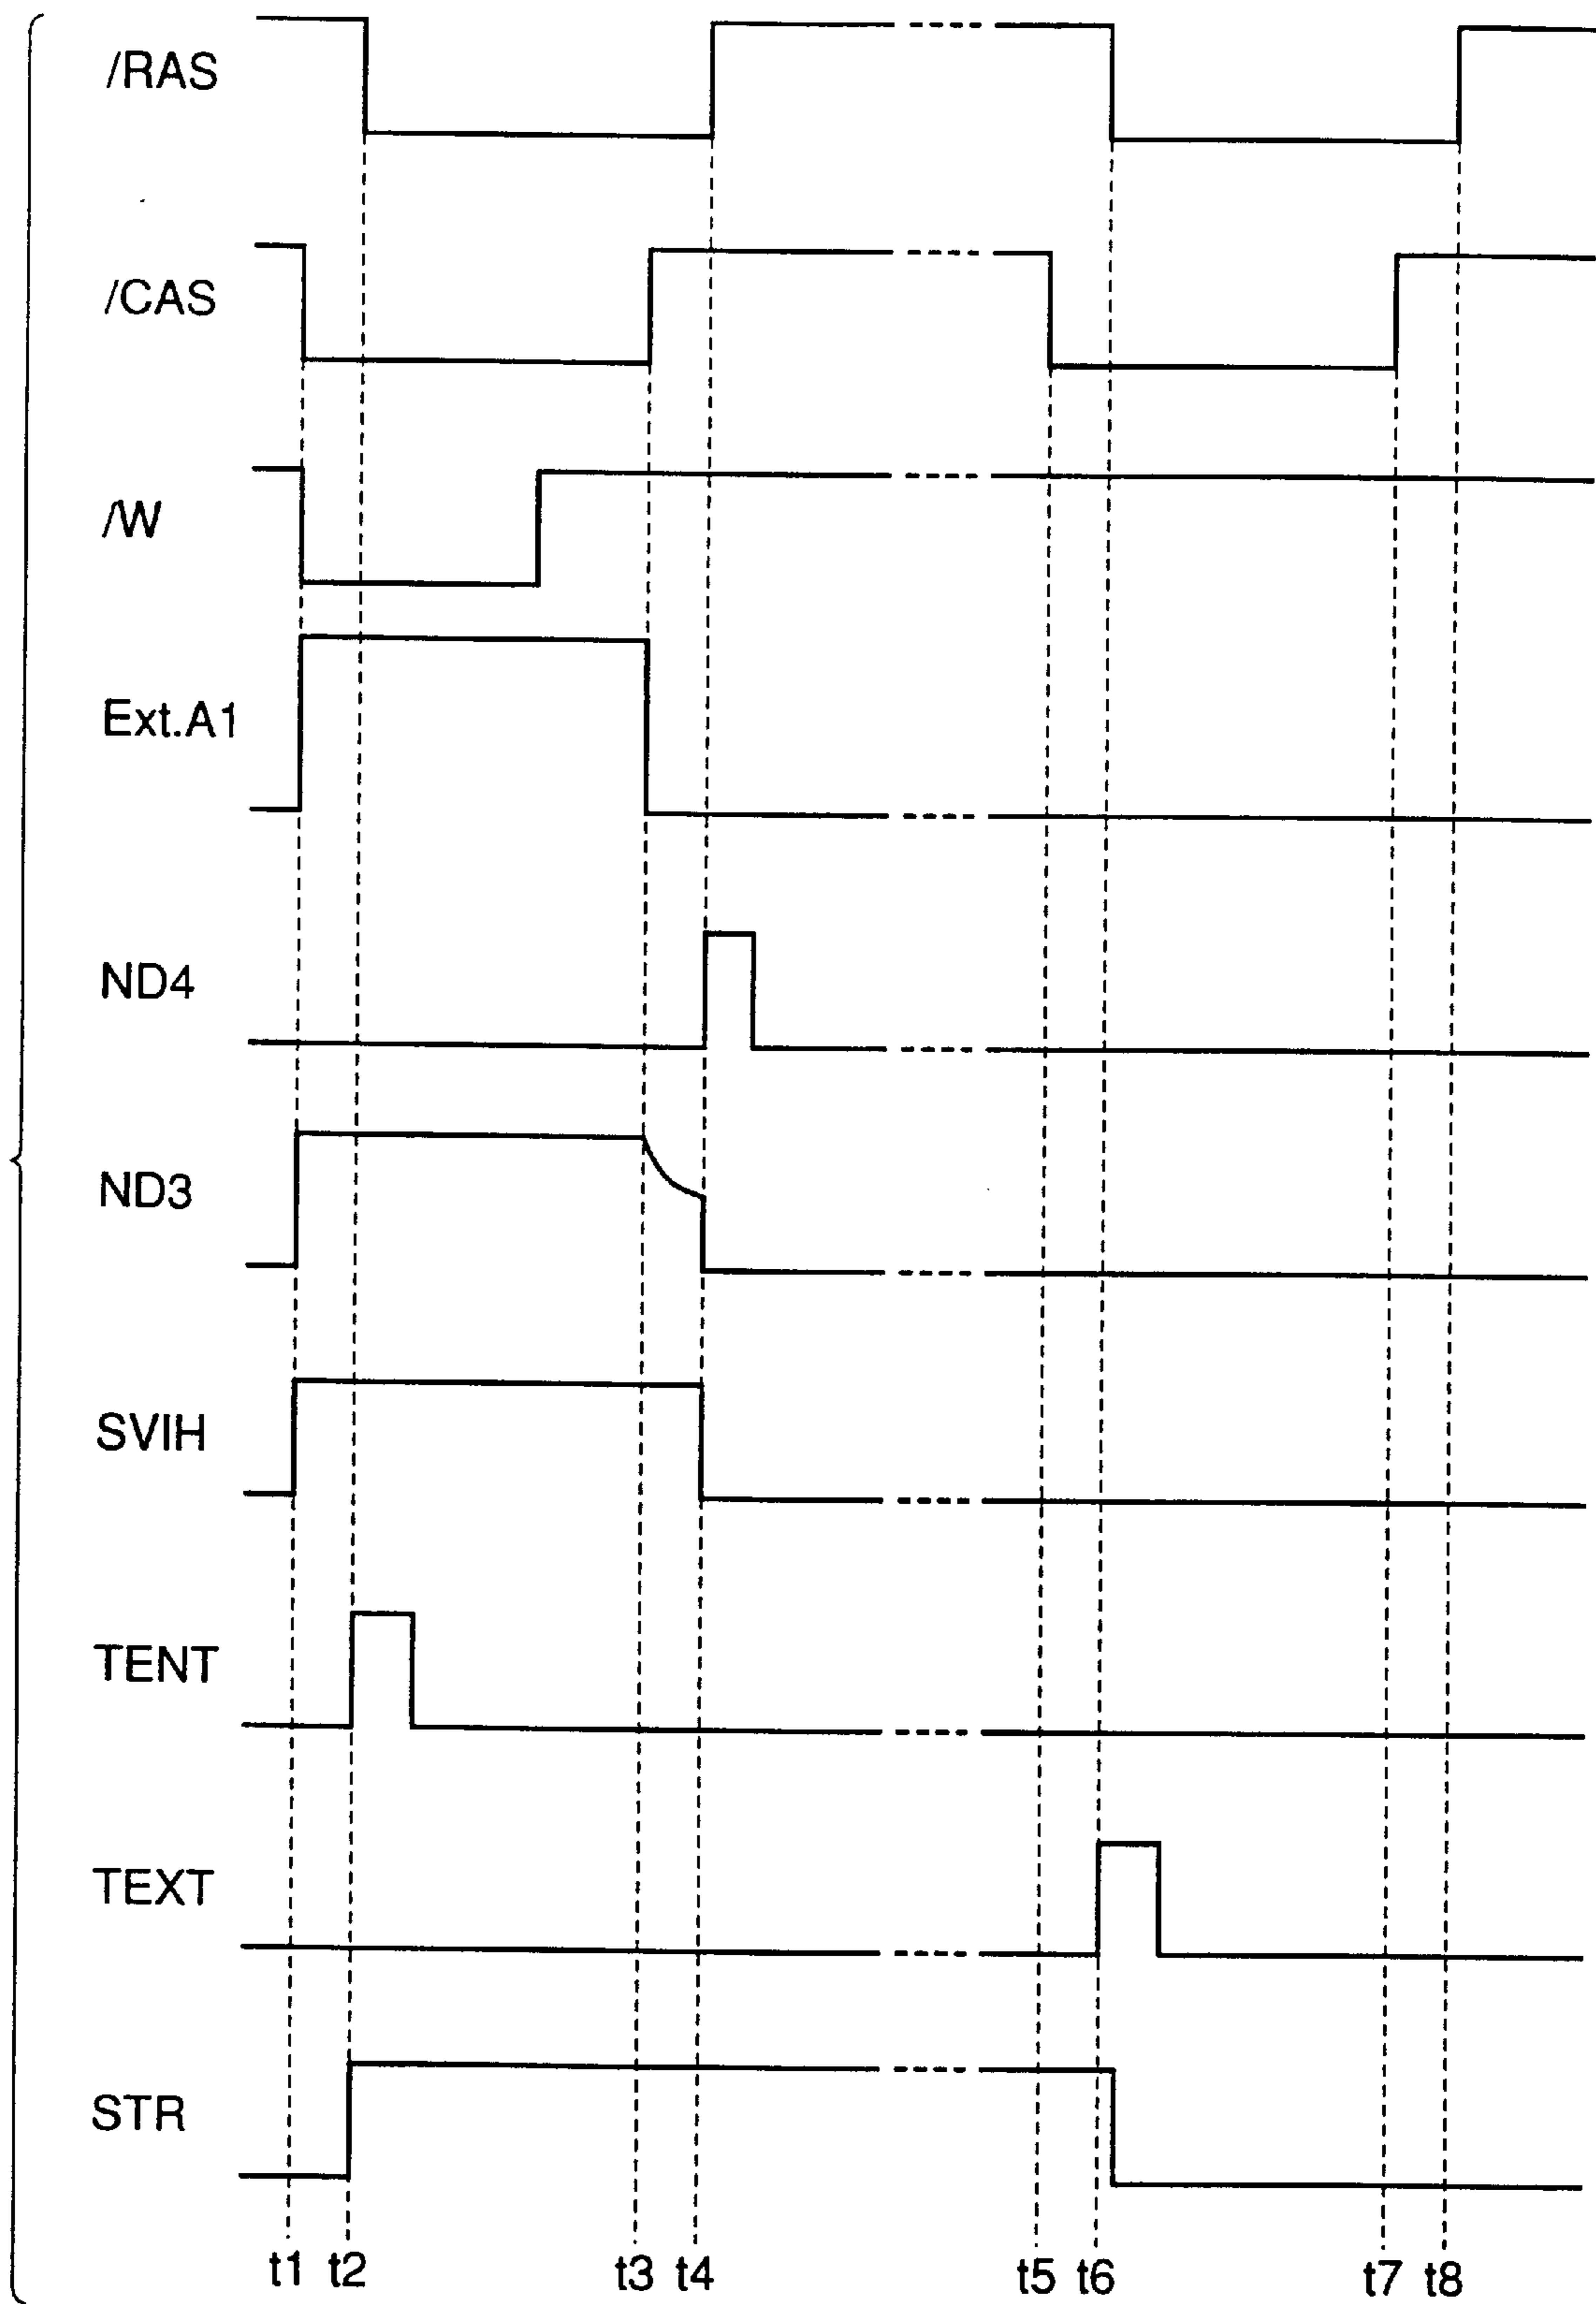 /RAS
/CAS
/W
Ext.A1
ND4
ND3
SVIH
TENT
TEXT
STR
t1 t2 t3 t4 t5 t6 t7 t8